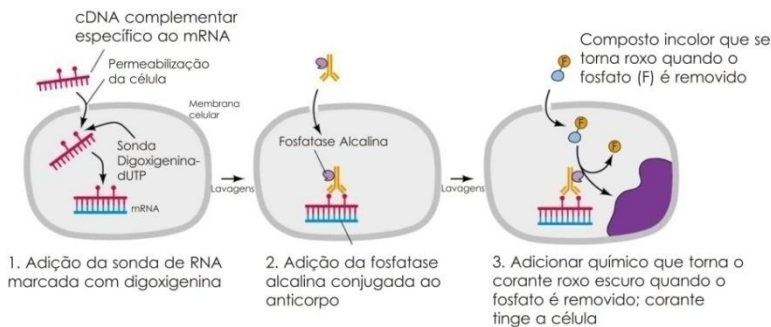 cDNA complementar
específico ao mRNA
Permeabilização
da célula
Membrana
celular
Sonda
Digoxigenina-
dUTP
mRNA
1. Adição da sonda de RNA
marcada com digoxigenina
Lavagens
Fosfatase Alcalina
2. Adição da fosfatase
alcalina conjugada ao
anticorpo
Lavagens
Composto incolor que se
torna roxo quando o
fosfato (F) é removido
F
F
F
3. Adicionar químico que torna o
corante roxo escuro quando o
fosfato é removido; corante
tinge a célula